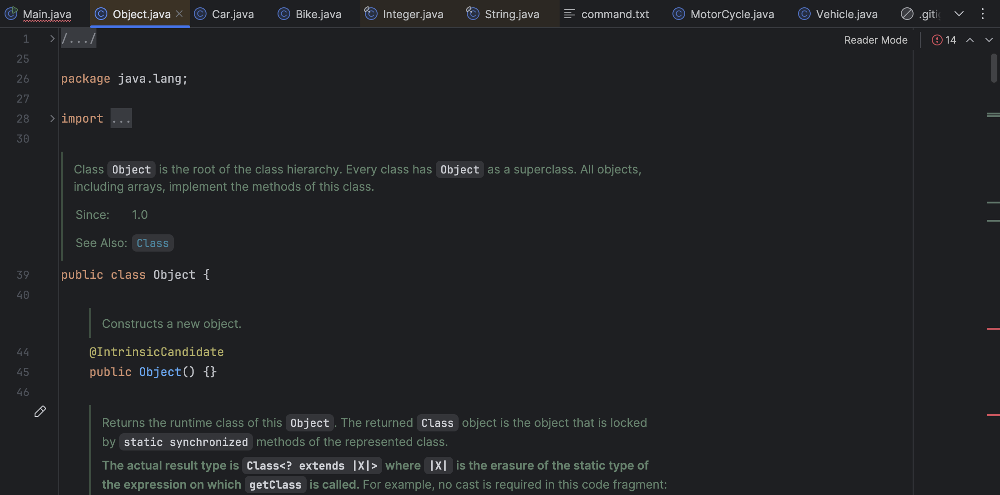 Main.java Object.java Car.java Bike.java Integer.java String.java command.txt MotorCycle.java Vehicle.java .giti
1 /.../ Reader Mode 14
25
26 package java.lang;
27
28 import ...
30
Class Object is the root of the class hierarchy. Every class has Object as a superclass. All objects,
including arrays, implement the methods of this class.
Since: 1.0
See Also: Class
39 public class Object {
40
Constructs a new object.
44 @IntrinsicCandidate
45 public Object() {}
46
Returns the runtime class of this Object. The returned Class object is the object that is locked
by static synchronized methods of the represented class.
The actual result type is Class<? extends |X|> where |X| is the erasure of the static type of
the expression on which getClass is called. For example, no cast is required in this code fragment: